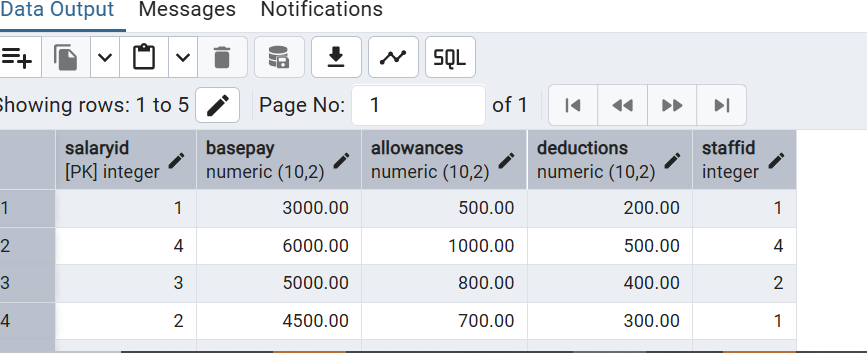 Data Output Messages Notifications
SQL
Showing rows: 1 to 5 Page No: 1 of 1
salaryid basepay allowances deductions staffid
[PK] integer numeric (10,2) numeric (10,2) numeric (10,2) integer
1 1 3000.00 500.00 200.00 1
2 4 6000.00 1000.00 500.00 4
3 3 5000.00 800.00 400.00 2
4 2 4500.00 700.00 300.00 1